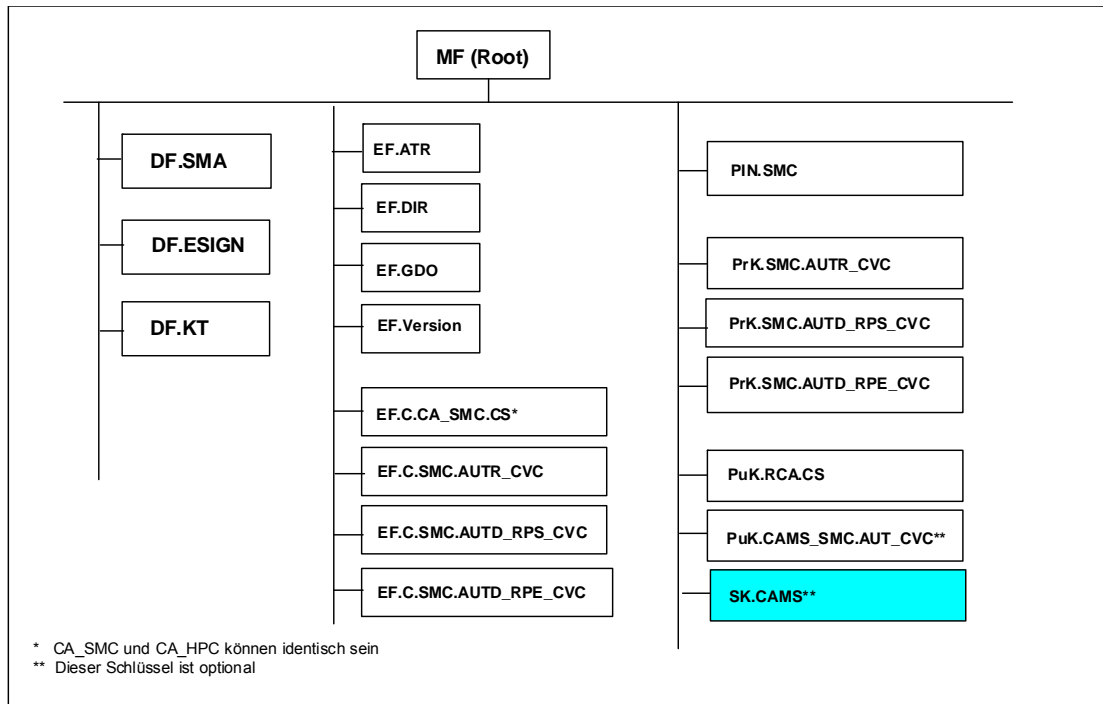 MF (Root)
DF.SMA
DF.ESIGN
DF.KT
EF.ATR
EF.DIR
EF.GDO
EF.Version
EF.C.CA_SMC.CS*
EF.C.SMC.AUTR_CVC
EF.C.SMC.AUTD_RPS_CVC
EF.C.SMC.AUTD_RPE_CVC
PIN.SMC
PrK.SMC.AUTR_CVC
PrK.SMC.AUTD_RPS_CVC
PrK.SMC.AUTD_RPE_CVC
PuK.RCA.CS
PuK.CAMS_SMC.AUT_CVC**
SK.CAMS**
* CA_SMC und CA_HPC können identisch sein
** Dieser Schlüssel ist optional